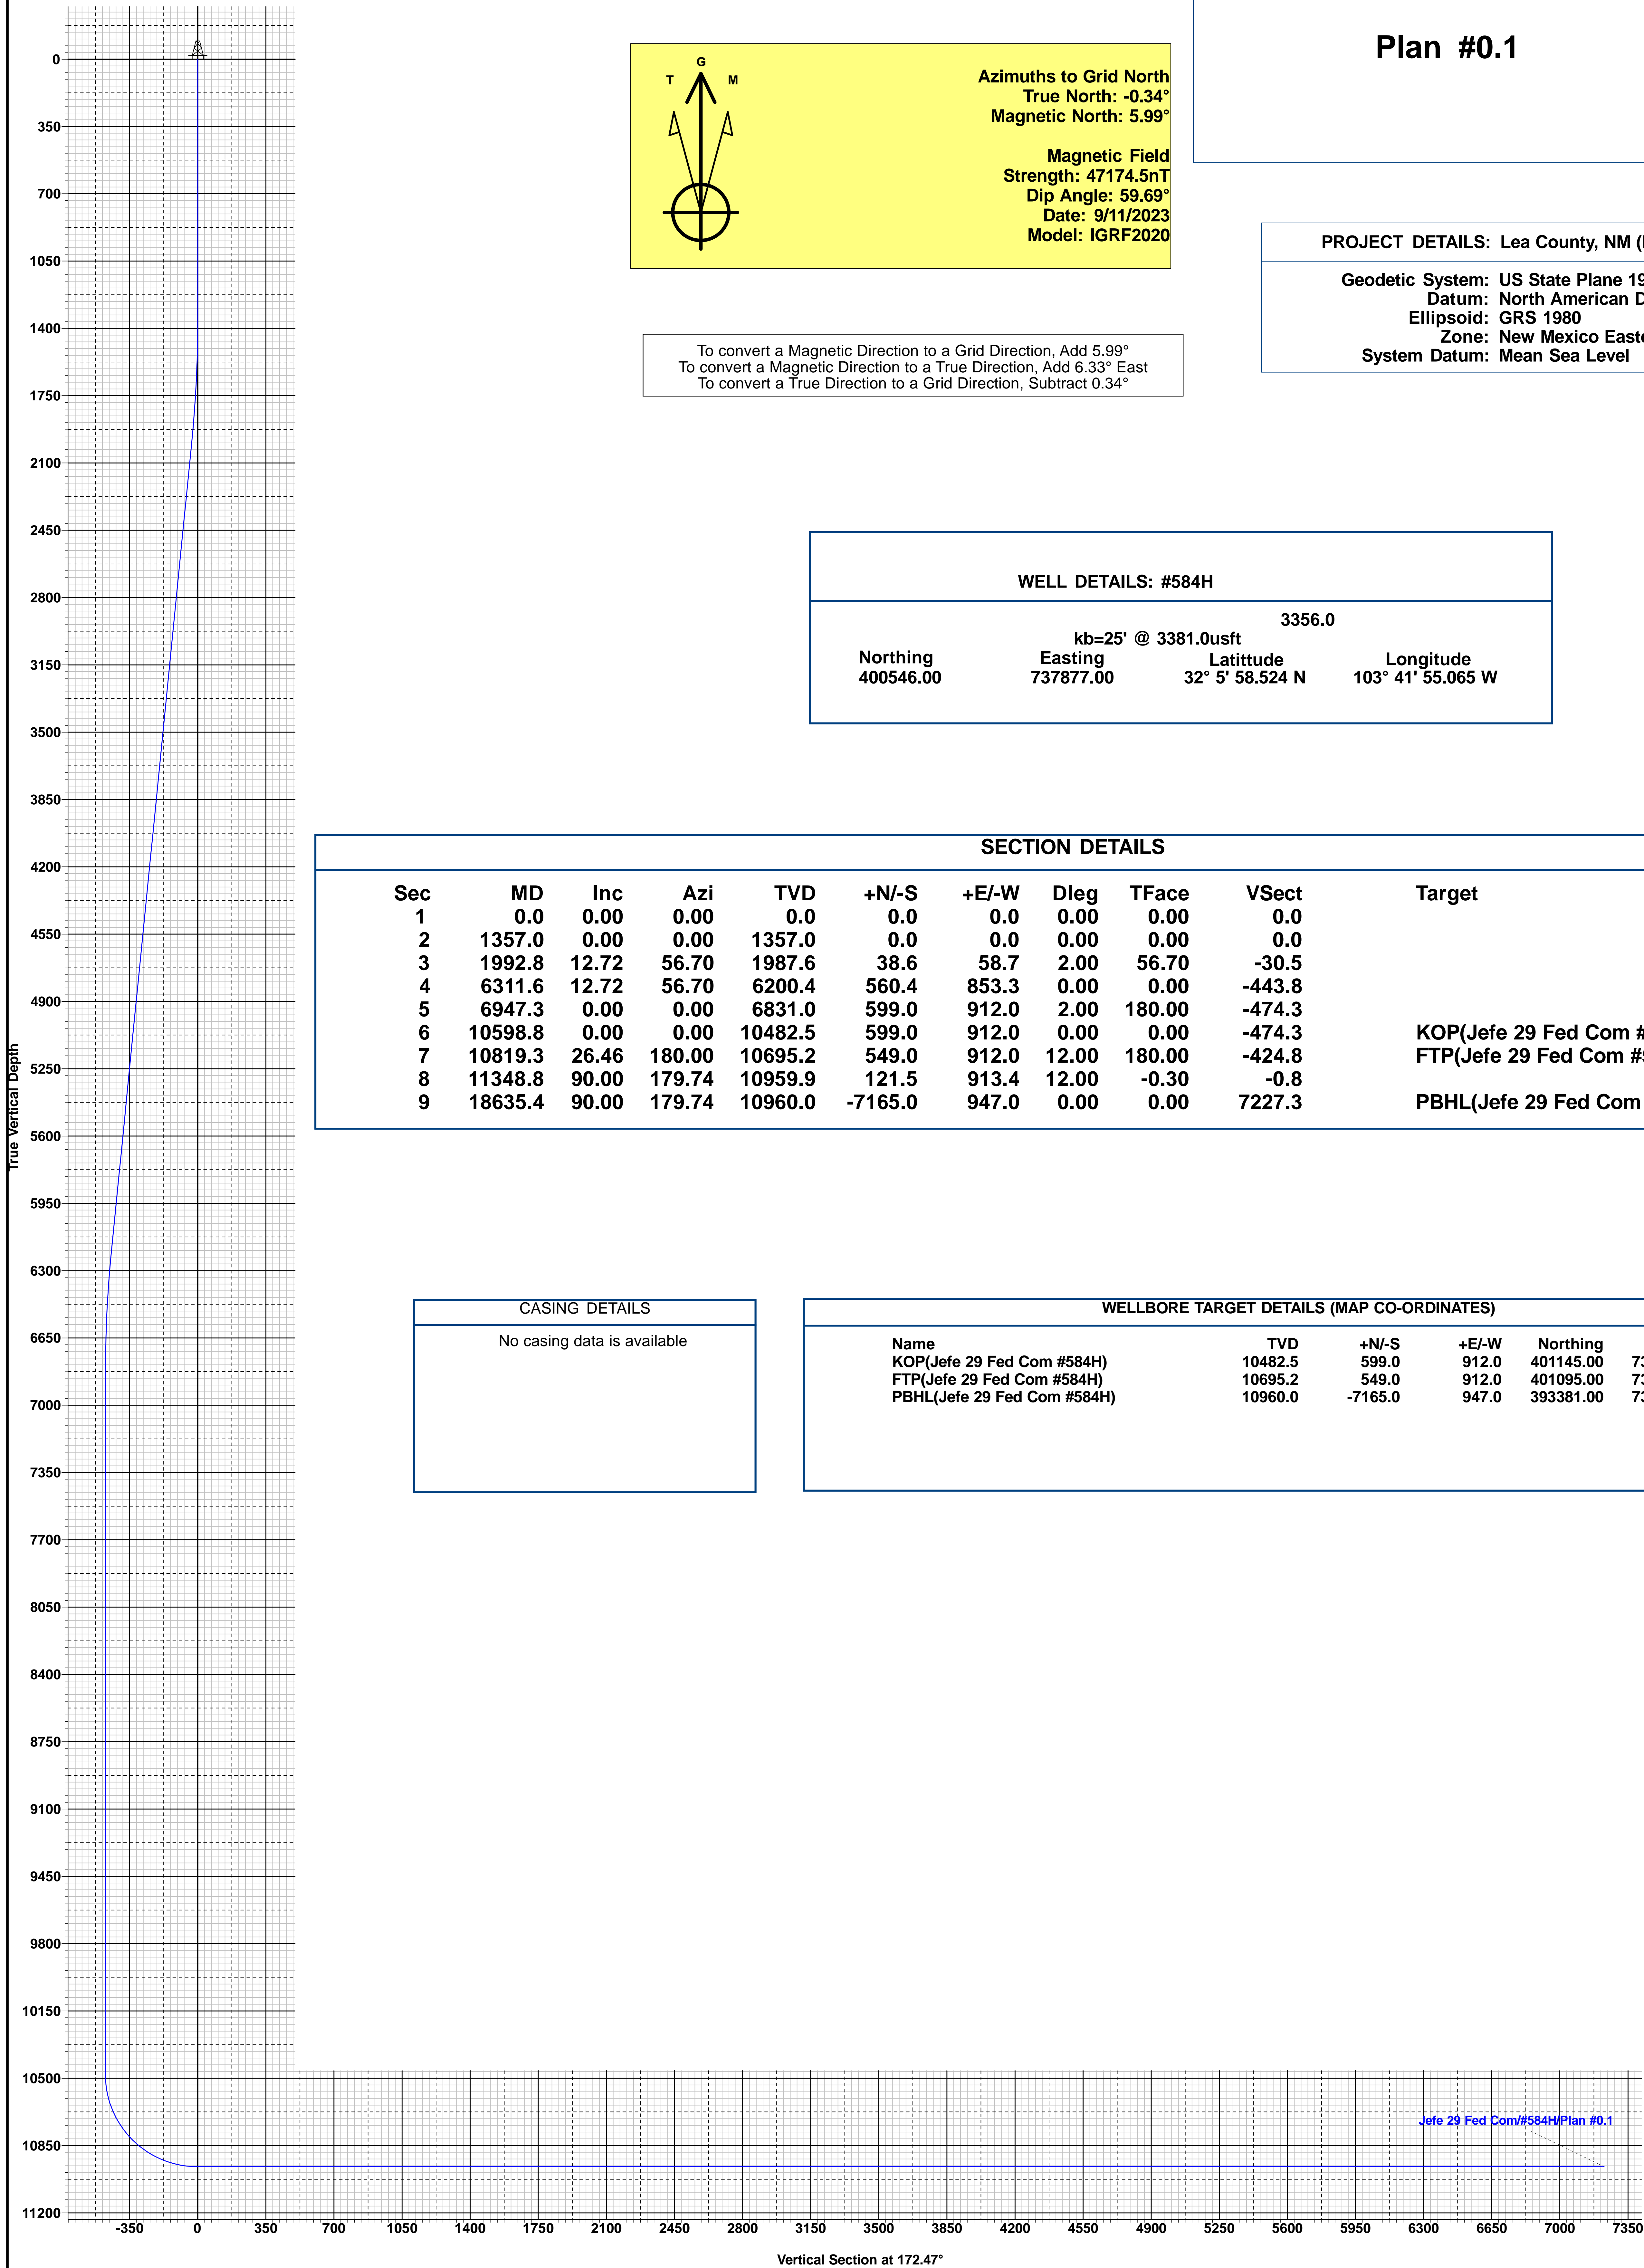 Plan #0.1
G
T M
Azimuths to Grid North
True North: -0.34°
Magnetic North: 5.99°
Magnetic Field
Strength: 47174.5nT
Dip Angle: 59.69°
Date: 9/11/2023
Model: IGRF2020
PROJECT DETAILS: Lea County, NM (
Geodetic System: US State Plane 19
Datum: North American D
Ellipsoid: GRS 1980
Zone: New Mexico Easte
System Datum: Mean Sea Level
To convert a Magnetic Direction to a Grid Direction, Add 5.99°
To convert a Magnetic Direction to a True Direction, Add 6.33° East
To convert a True Direction to a Grid Direction, Subtract 0.34°
WELL DETAILS: #584H
3356.0
kb=25' @ 3381.0usft
Northing Easting Latittude Longitude
400546.00 737877.00 32° 5' 58.524 N 103° 41' 55.065 W
SECTION DETAILS
Sec MD Inc Azi TVD +N/-S +E/-W Dleg TFace VSect Target
1 0.0 0.00 0.00 0.0 0.0 0.0 0.00 0.00 0.0
2 1357.0 0.00 0.00 1357.0 0.0 0.0 0.00 0.00 0.0
3 1992.8 12.72 56.70 1987.6 38.6 58.7 2.00 56.70 -30.5
4 6311.6 12.72 56.70 6200.4 560.4 853.3 0.00 0.00 -443.8
5 6947.3 0.00 0.00 6831.0 599.0 912.0 2.00 180.00 -474.3
6 10598.8 0.00 0.00 10482.5 599.0 912.0 0.00 0.00 -474.3 KOP(Jefe 29 Fed Com #
7 10819.3 26.46 180.00 10695.2 549.0 912.0 12.00 180.00 -424.8 FTP(Jefe 29 Fed Com #5
8 11348.8 90.00 179.74 10959.9 121.5 913.4 12.00 -0.30 -0.8
9 18635.4 90.00 179.74 10960.0 -7165.0 947.0 0.00 0.00 7227.3 PBHL(Jefe 29 Fed Com
CASING DETAILS
No casing data is available
WELLBORE TARGET DETAILS (MAP CO-ORDINATES)
Name TVD +N/-S +E/-W Northing
KOP(Jefe 29 Fed Com #584H) 10482.5 599.0 912.0 401145.00 73
FTP(Jefe 29 Fed Com #584H) 10695.2 549.0 912.0 401095.00 73
PBHL(Jefe 29 Fed Com #584H) 10960.0 -7165.0 947.0 393381.00 73
True Vertical Depth
0
350
700
1050
1400
1750
2100
2450
2800
3150
3500
3850
4200
4550
4900
5250
5600
5950
6300
6650
7000
7350
7700
8050
8400
8750
9100
9450
9800
10150
10500
10850
11200
Jefe 29 Fed Com/#584H/Plan #0.1
-350 0 350 700 1050 1400 1750 2100 2450 2800 3150 3500 3850 4200 4550 4900 5250 5600 5950 6300 6650 7000 7350
Vertical Section at 172.47°